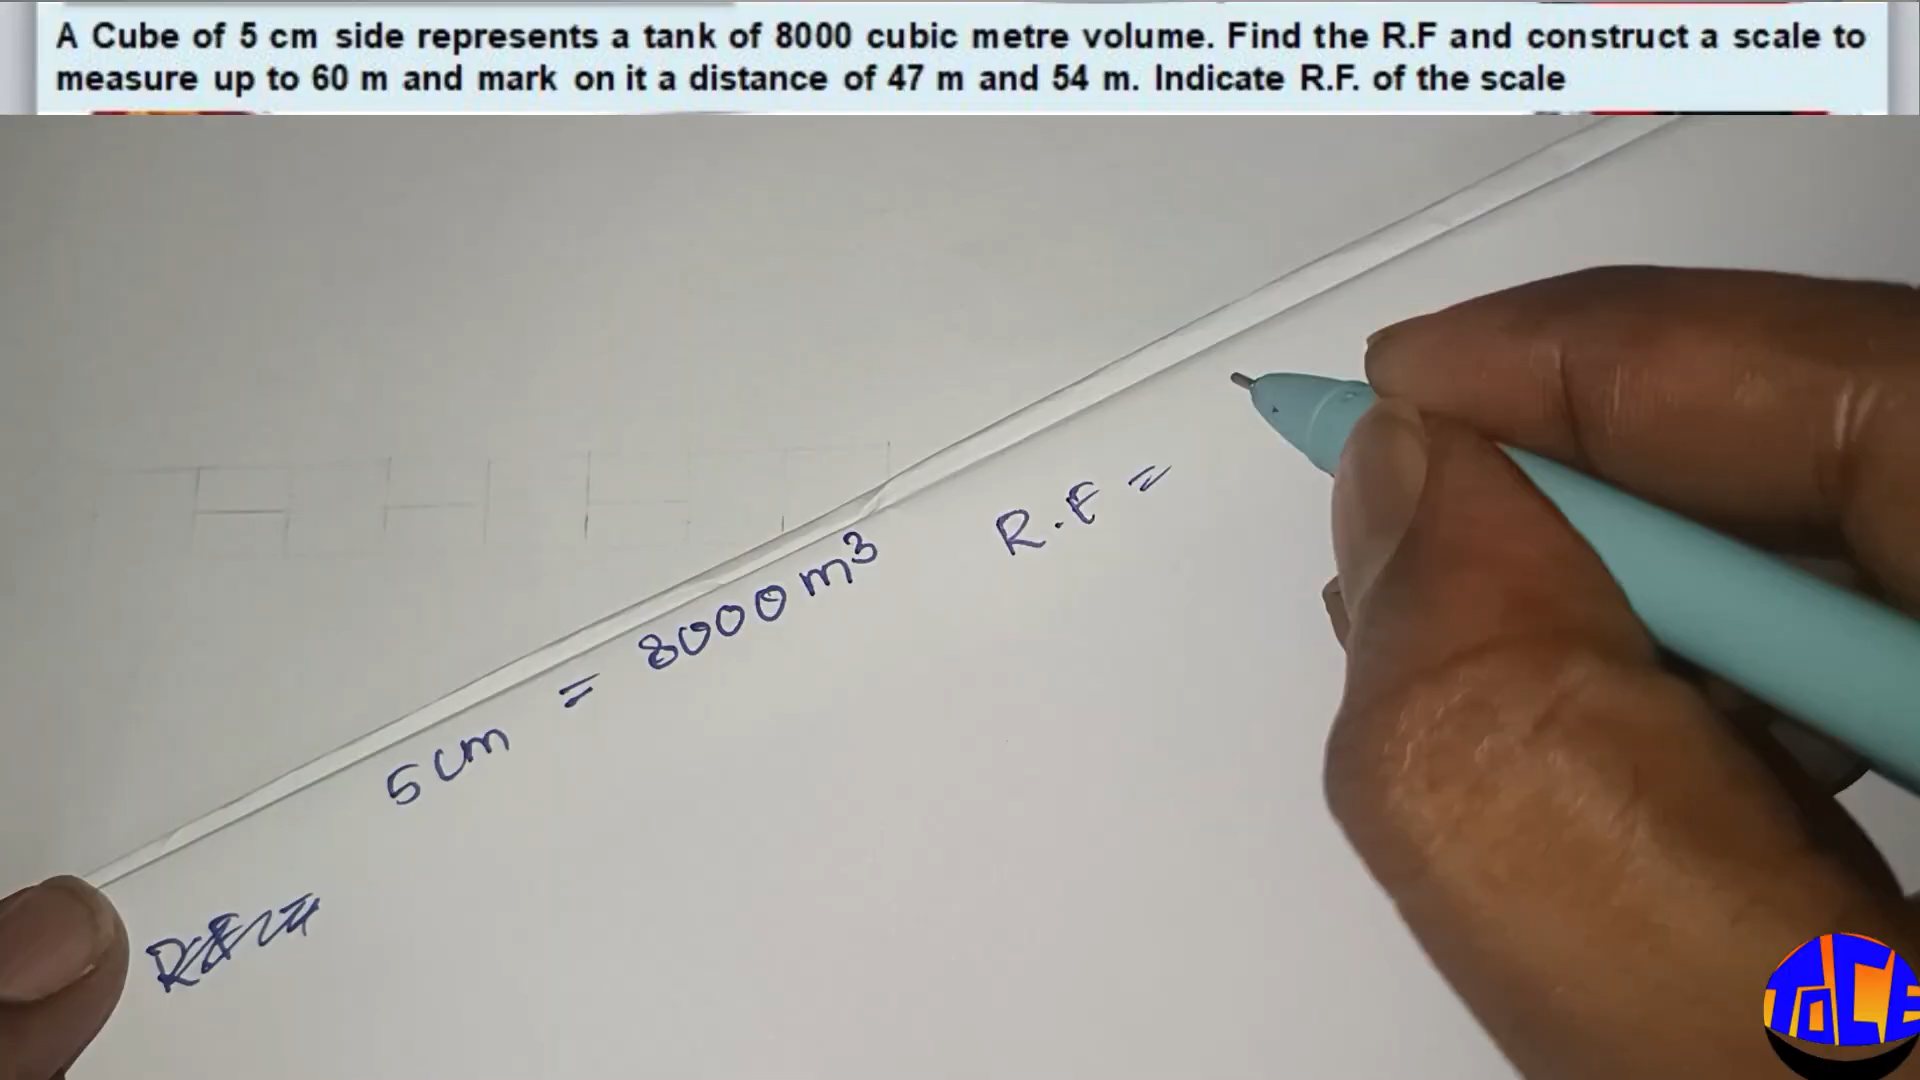 A Cube of 5 cm side represents a tank of 8000 cubic metre volume. Find the R.F and construct a scale to
measure up to 60 m and mark on it a distance of 47 m and 54 m. Indicate R.F. of the scale
R.F =
5 cm = 8000 m³
TOLE